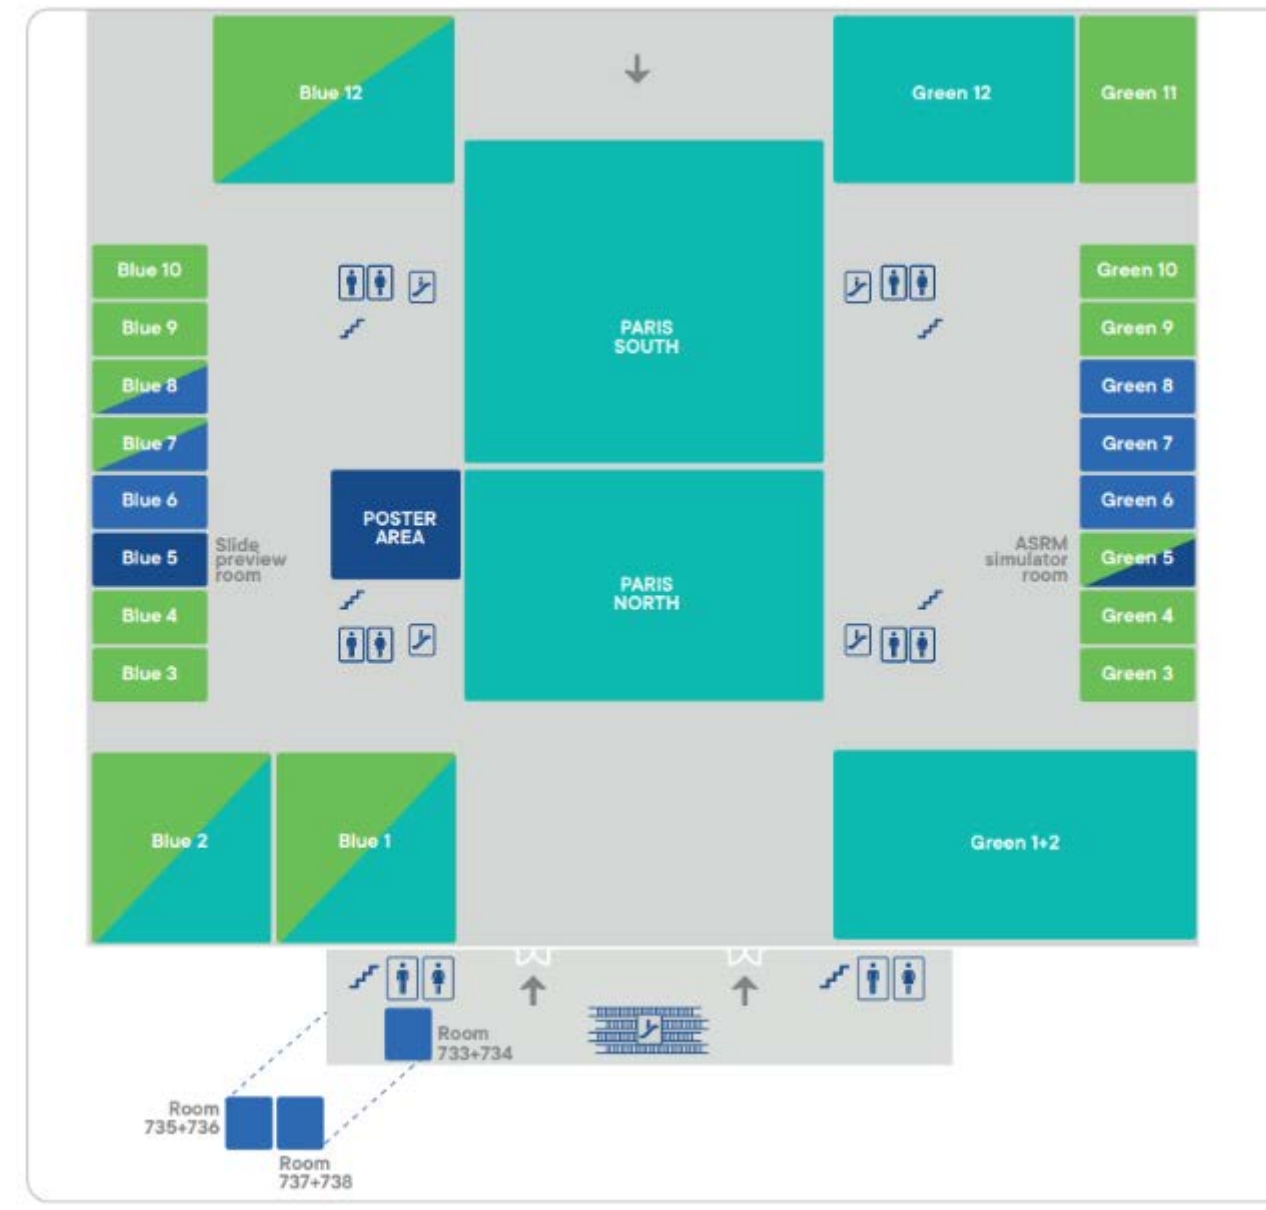 Blue 12
Green 12
Green 11
Blue 10
Green 10
Blue 9
PARIS
SOUTH
Green 9
Blue 8
Green 8
Blue 7
Green 7
Blue 6
Green 6
POSTER
AREA
Blue 5
Slide
preview
room
ASRM
simulator
room
Green 5
PARIS
NORTH
Blue 4
Green 4
Blue 3
Green 3
Blue 2
Blue 1
Green 1+2
Room
733+734
Room
735+736
Room
737+738